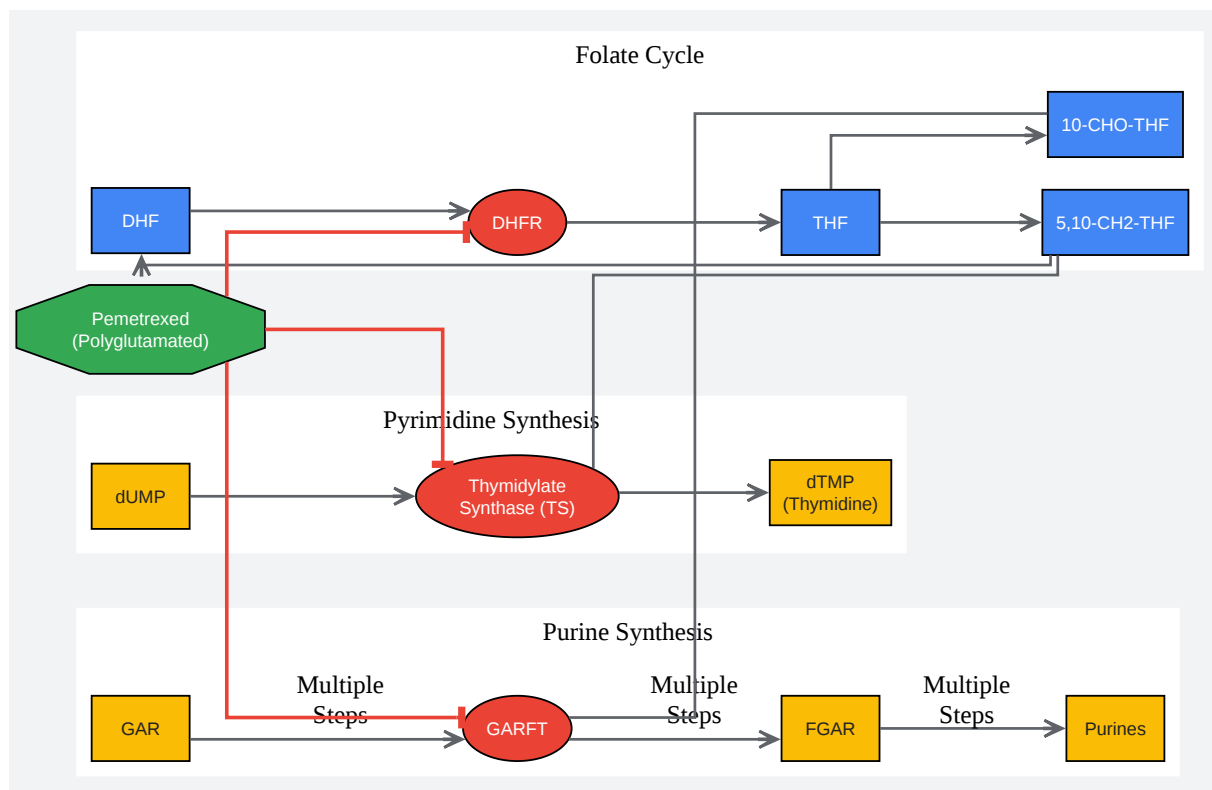 Folate Cycle
10-CHO-THF
DHF
DHFR
THF
5,10-CH2-THF
Pemetrexed
(Polyglutamated)
Pyrimidine Synthesis
dUMP
Thymidylate
Synthase (TS)
dTMP
(Thymidine)
Purine Synthesis
Multiple
Steps
Multiple
Steps
Multiple
Steps
GAR
GARFT
FGAR
Purines